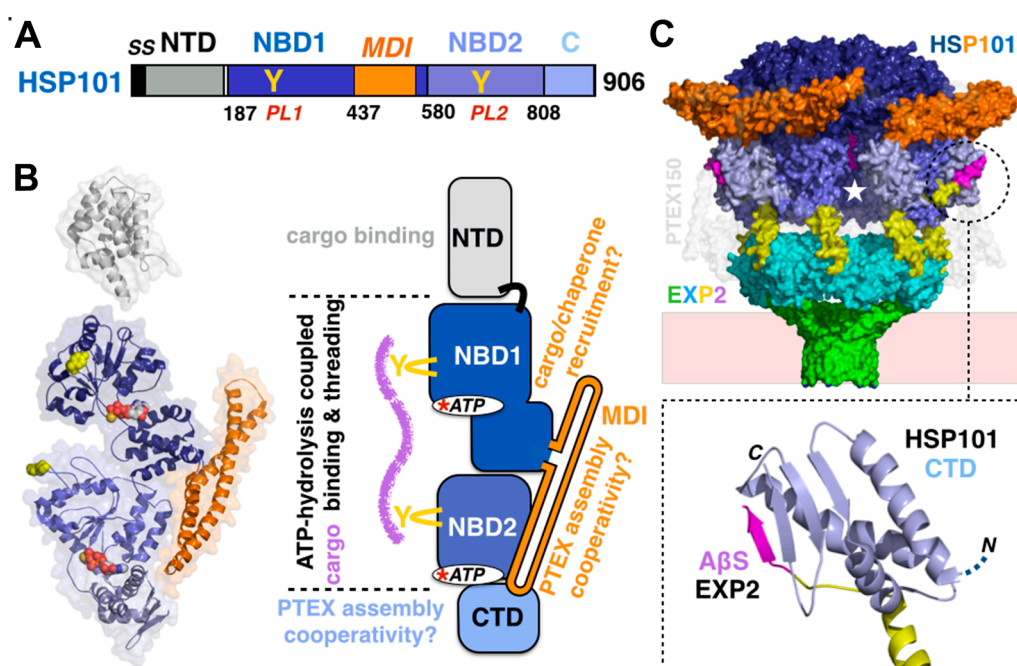 A
SS NTD NBD1 MDI NBD2 C
HSP101
Y Y
906
187 PL1 437 580 PL2 808
B
cargo binding
NTD
ATP-hydrolysis coupled
cargo binding & threading
Y
NBD1
*ATP
Y
NBD2
*ATP
CTD
cargo/chaperone
recruitment?
MDI
PTEX assembly
cooperativity?
PTEX assembly
cooperativity?
C
HSP101
PTEX150
EXP2
HSP101
CTD
C
N
AβS
EXP2